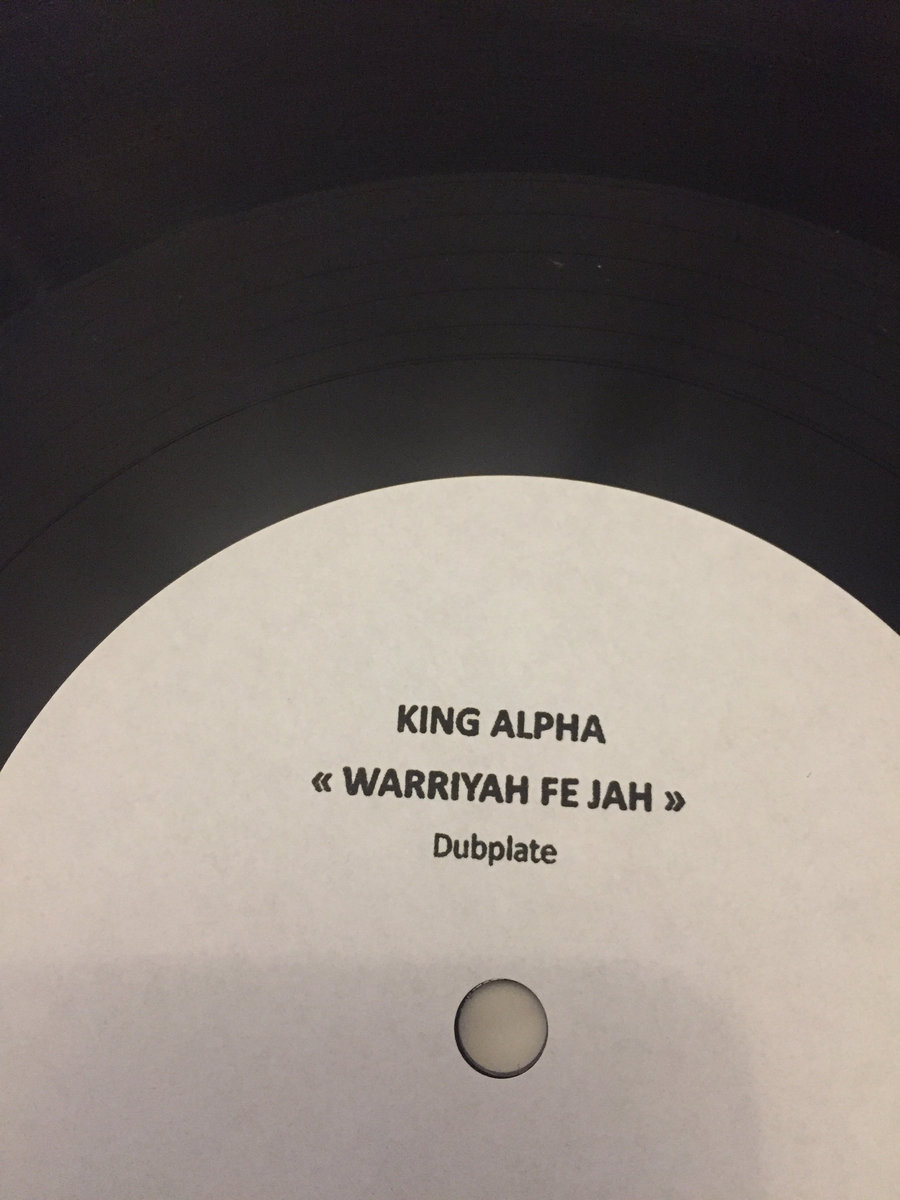 KING ALPHA
« WARRIYAH FE JAH »
Dubplate